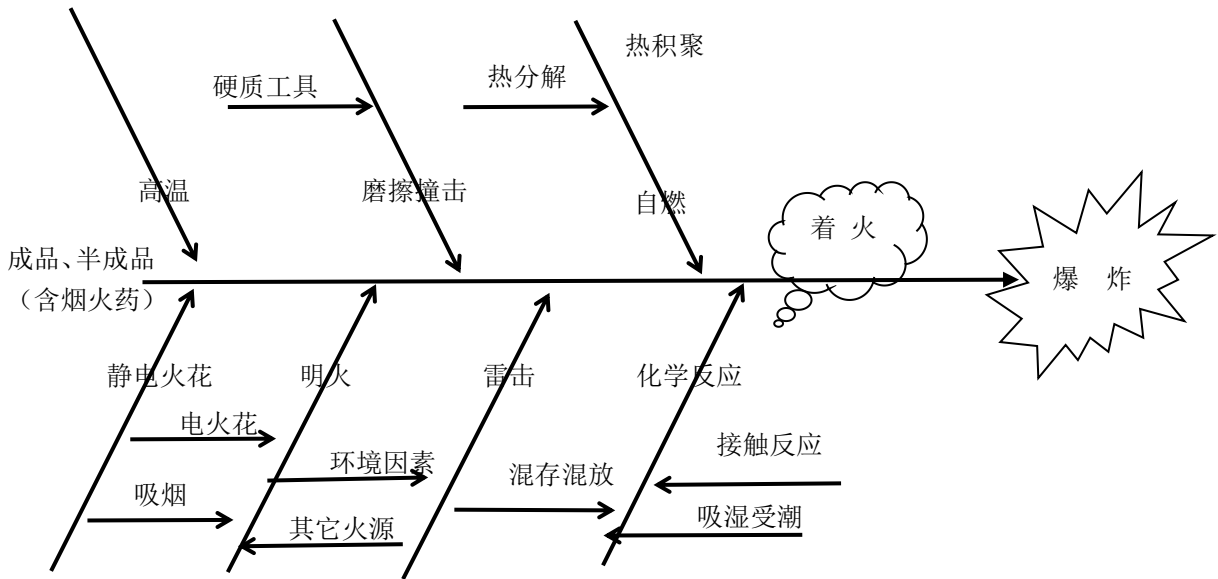 热积聚
热分解
硬质工具
高温
磨擦撞击
自燃
着 火
成品、半成品
（含烟火药）
爆 炸
静电火花
明火
雷击
化学反应
电火花
接触反应
环境因素
混存混放
吸烟
吸湿受潮
其它火源